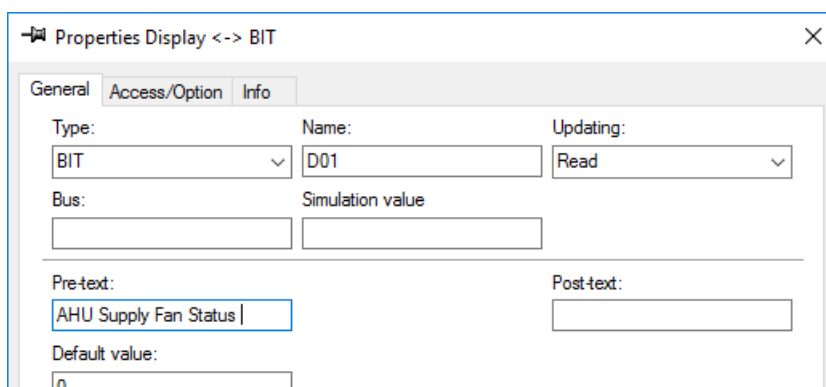 Properties Display <-> BIT
General Access/Option Info
Type: Name: Updating:
BIT D01 Read
Bus: Simulation value
Pre-text: Post-text:
AHU Supply Fan Status
Default value:
0